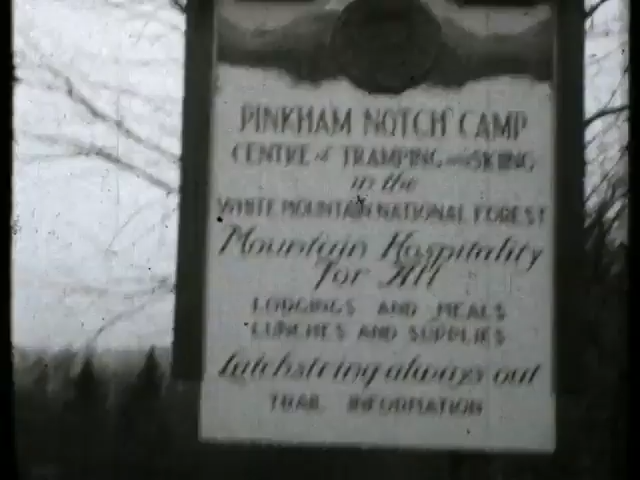 PINKHAM NOTCH CAMP
CENTRE of TRAMPING and SKIING
in the
WHITE MOUNTAIN NATIONAL FOREST
Mountain Hospitality
For All
LODGINGS AND MEALS
LUNCHES AND SUPPLIES
Latchstring always out
TRAIL INFORMATION